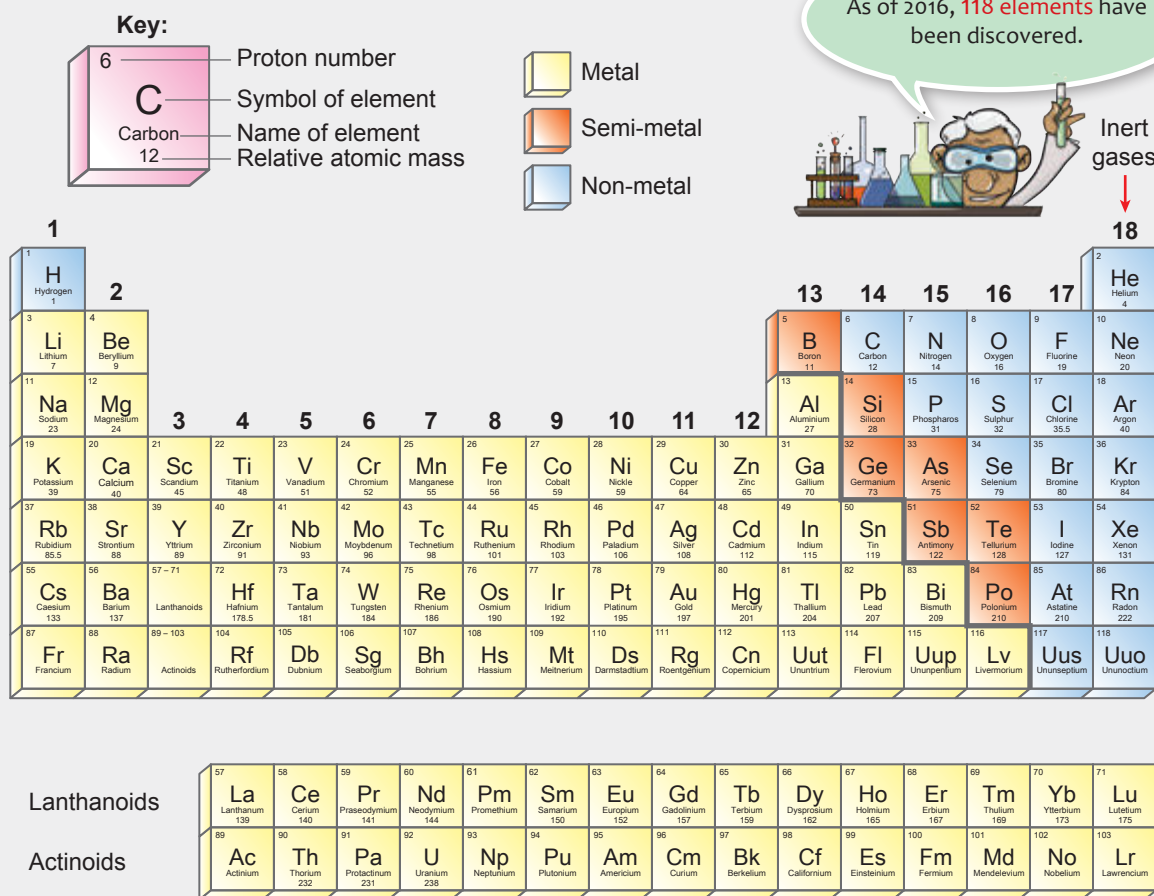 As of 2016, 118 elements have
been discovered.
Key:
6
Proton number
C
Symbol of element
Carbon
Name of element
12
Relative atomic mass
Metal
Semi-metal
Non-metal
Inert
gases
1
2
3
4
5
6
7
8
9
10
11
12
13
14
15
16
17
18
1
H
Hydrogen
1
2
He
Helium
4
3
Li
Lithium
7
4
Be
Beryllium
9
5
B
Boron
11
6
C
Carbon
12
7
N
Nitrogen
14
8
O
Oxygen
16
9
F
Fluorine
19
10
Ne
Neon
20
11
Na
Sodium
23
12
Mg
Magnesium
24
13
Al
Aluminium
27
14
Si
Silicon
28
15
P
Phospharos
31
16
S
Sulphur
32
17
Cl
Chlorine
35.5
18
Ar
Argon
40
19
K
Potassium
39
20
Ca
Calcium
40
21
Sc
Scandium
45
22
Ti
Titanium
48
23
V
Vanadium
51
24
Cr
Chromium
52
25
Mn
Manganese
55
26
Fe
Iron
56
27
Co
Cobalt
59
28
Ni
Nickle
59
29
Cu
Copper
64
30
Zn
Zinc
65
31
Ga
Gallium
70
32
Ge
Germanium
73
33
As
Arsenic
75
34
Se
Selenium
79
35
Br
Bromine
80
36
Kr
Krypton
84
37
Rb
Rubidium
85.5
38
Sr
Strontium
88
39
Y
Yttrium
89
40
Zr
Zirconium
91
41
Nb
Niobium
93
42
Mo
Moybdenum
96
43
Tc
Technetium
98
44
Ru
Ruthenium
101
45
Rh
Rhodium
103
46
Pd
Paladium
106
47
Ag
Silver
108
48
Cd
Cadmium
112
49
In
Indium
115
50
Sn
Tin
119
51
Sb
Antimony
122
52
Te
Tellurium
128
53
I
Iodine
127
54
Xe
Xenon
131
55
Cs
Caesium
133
56
Ba
Barium
137
57 – 71
Lanthanoids
72
Hf
Hafnium
178.5
73
Ta
Tantalum
181
74
W
Tungsten
184
75
Re
Rhenium
186
76
Os
Osmium
190
77
Ir
Iridium
192
78
Pt
Platinum
195
79
Au
Gold
197
80
Hg
Mercury
201
81
Tl
Thallium
204
82
Pb
Lead
207
83
Bi
Bismuth
209
84
Po
Polonium
210
85
At
Astatine
210
86
Rn
Radon
222
87
Fr
Francium
88
Ra
Radium
89 – 103
Actinoids
104
Rf
Rutherfordium
105
Db
Dubnium
106
Sg
Seaborgium
107
Bh
Bohrium
108
Hs
Hassium
109
Mt
Meitnerium
110
Ds
Darmstadtium
111
Rg
Roentgenium
112
Cn
Copernicium
113
Uut
Ununtrium
114
Fl
Flerovium
115
Uup
Ununpentium
116
Lv
Livermorium
117
Uus
Ununseptium
118
Uuo
Ununoctium
Lanthanoids
57
La
Lanthanum
139
58
Ce
Cerium
140
59
Pr
Praseodymium
141
60
Nd
Neodymium
144
61
Pm
Promethium
62
Sm
Samarium
150
63
Eu
Europium
152
64
Gd
Gadolinium
157
65
Tb
Terbium
159
66
Dy
Dysprosium
162
67
Ho
Holmium
165
68
Er
Erbium
167
69
Tm
Thulium
169
70
Yb
Ytterbium
173
71
Lu
Lutetium
175
Actinoids
89
Ac
Actinium
90
Th
Thorium
232
91
Pa
Protactinum
231
92
U
Uranium
238
93
Np
Neptunium
94
Pu
Plutonium
95
Am
Americium
96
Cm
Curium
97
Bk
Berkelium
98
Cf
Californium
99
Es
Einsteinium
100
Fm
Fermium
101
Md
Mendelevium
102
No
Nobelium
103
Lr
Lawrencium